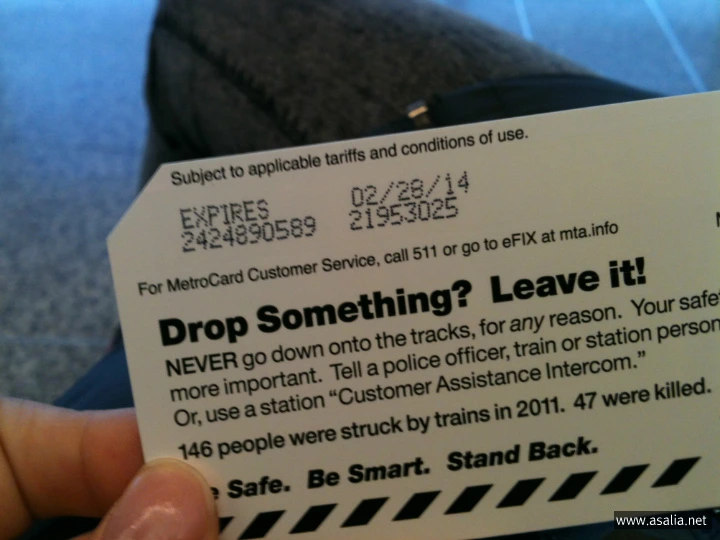 Subject to applicable tariffs and conditions of use.
EXPIRES 02/28/14
2424890589 21953025
For MetroCard Customer Service, call 511 or go to eFIX at mta.info
Drop Something? Leave it!
NEVER go down onto the tracks, for any reason. Your safe
more important. Tell a police officer, train or station person
Or, use a station "Customer Assistance Intercom."
146 people were struck by trains in 2011. 47 were killed.
e Safe. Be Smart. Stand Back.
www.asalia.net